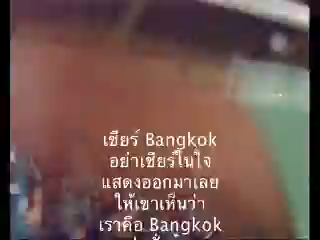 เชียร์ Bangkok
อย่าเชียร์ในใจ
แสดงออกมาเลย
ให้เขาเห็นว่า
เราคือ Bangkok